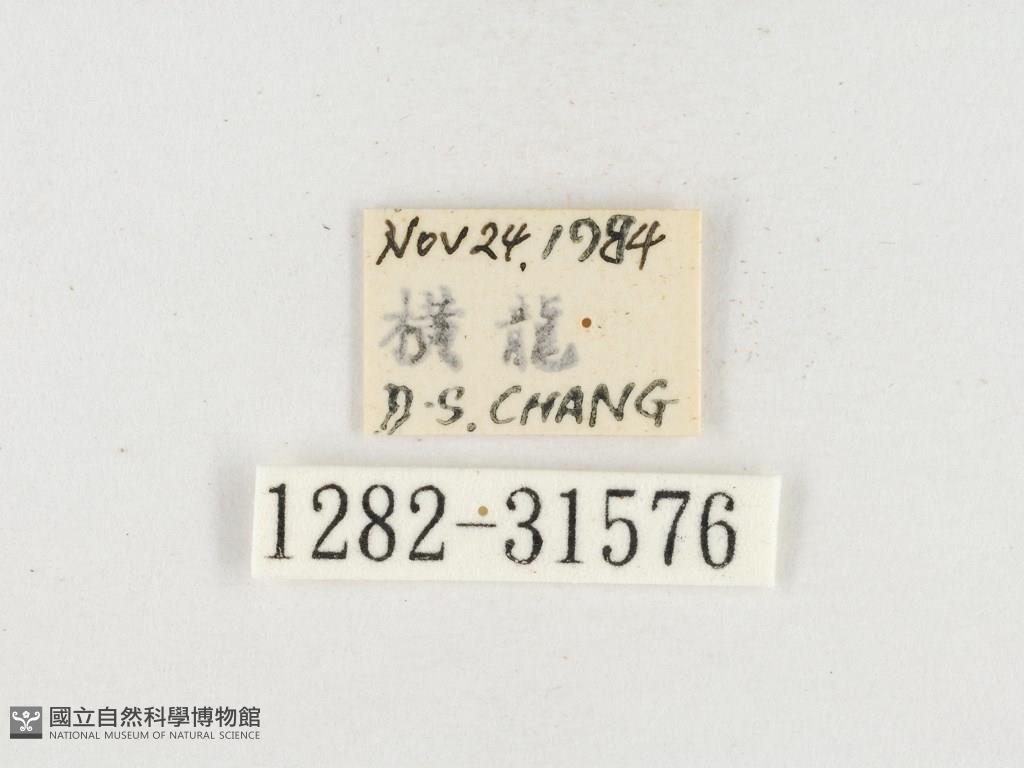 Nov 24, 1984
橫龍
D.S. CHANG
1282-31576
國立自然科學博物館
NATIONAL MUSEUM OF NATURAL SCIENCE